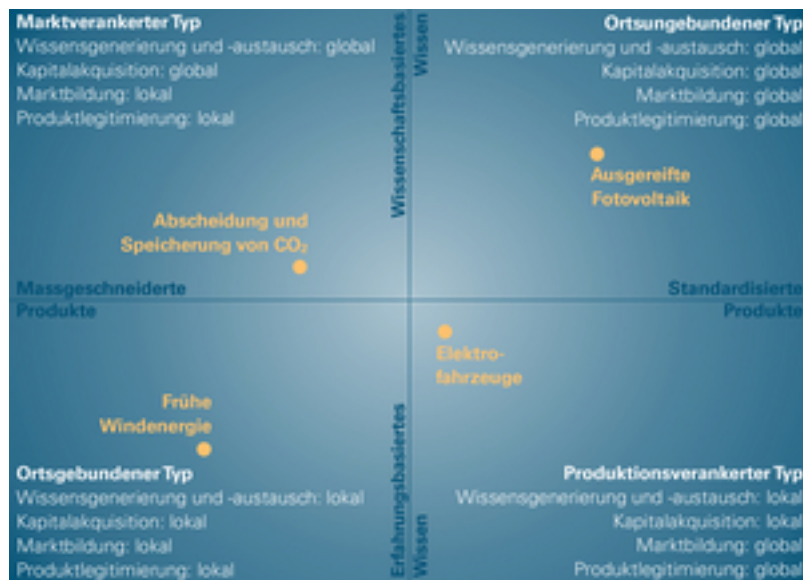 Marktverankerter Typ
Wissensgenerierung und -austausch: global
Kapitalakquisition: global
Marktbildung: lokal
Produktlegitimierung: lokal
Wissenschaftsbasiertes
Wissen
Ortsungebundener Typ
Wissensgenerierung und -austausch: global
Kapitalakquisition: global
Marktbildung: global
Produktlegitimierung: global
Ausgereifte
Fotovoltaik
Abscheidung und
Speicherung von CO₂
Massgeschneiderte
Produkte
Standardisierte
Produkte
Elektro-
fahrzeuge
Frühe
Windenergie
Erfahrungsbasiertes
Wissen
Ortsgebundener Typ
Wissensgenerierung und -austausch: lokal
Kapitalakquisition: lokal
Marktbildung: lokal
Produktlegitimierung: lokal
Produktionsverankerter Typ
Wissensgenerierung und -austausch: lokal
Kapitalakquisition: lokal
Marktbildung: global
Produktlegitimierung: global